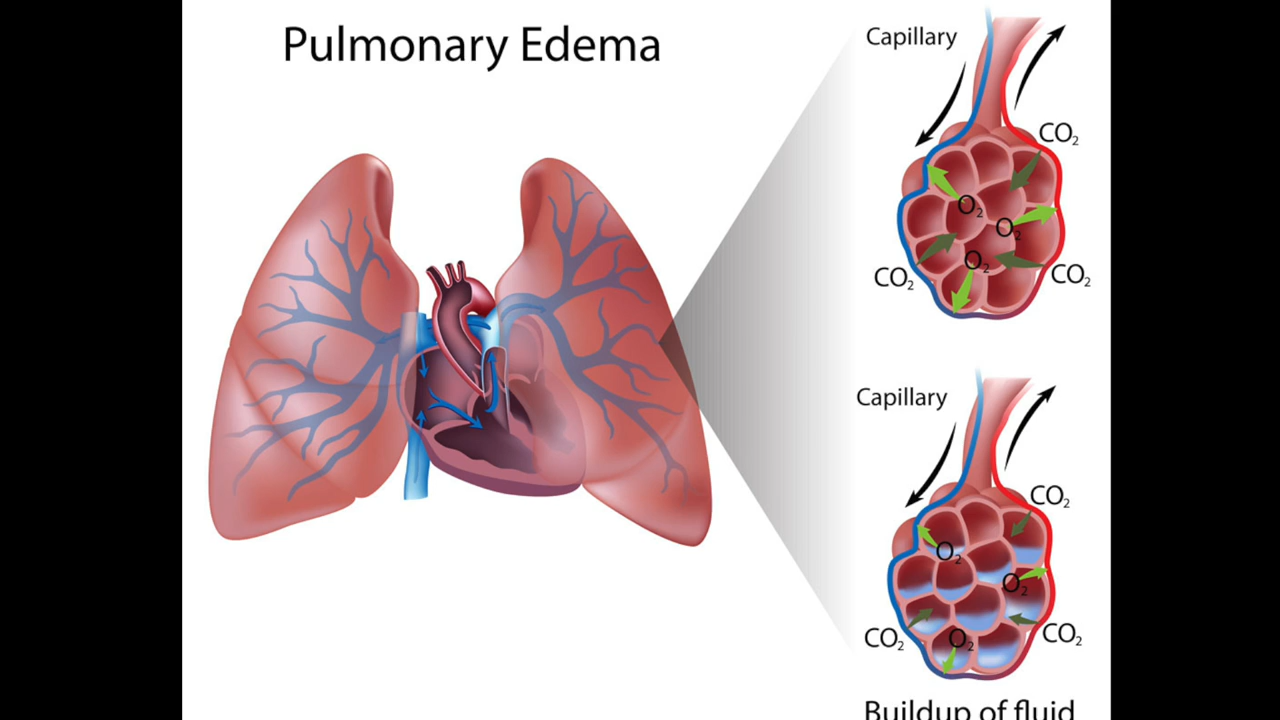 Pulmonary Edema
Capillary
CO₂
O₂
O₂
O₂
CO₂
CO₂
Capillary
CO₂
O₂
O₂
CO₂
O₂
CO₂
Buildup of fluid